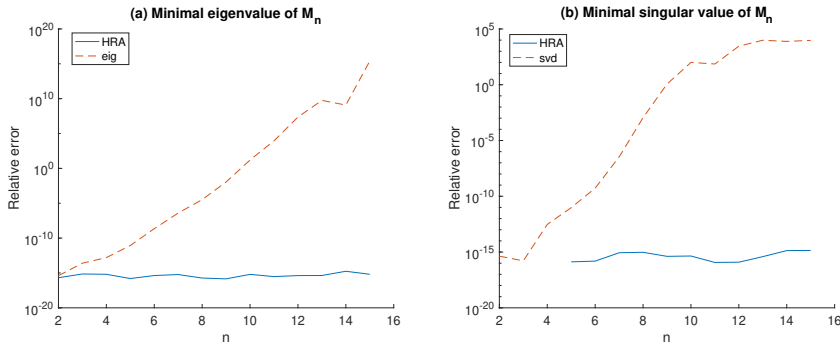 (a) Minimal eigenvalue of M_n
10^20
HRA
eig
10^10
10^0
10^-10
10^-20
Relative error
2 4 6 8 10 12 14 16
n
(b) Minimal singular value of M_n
10^5
HRA
svd
10^0
10^-5
10^-10
10^-15
10^-20
Relative error
2 4 6 8 10 12 14 16
n